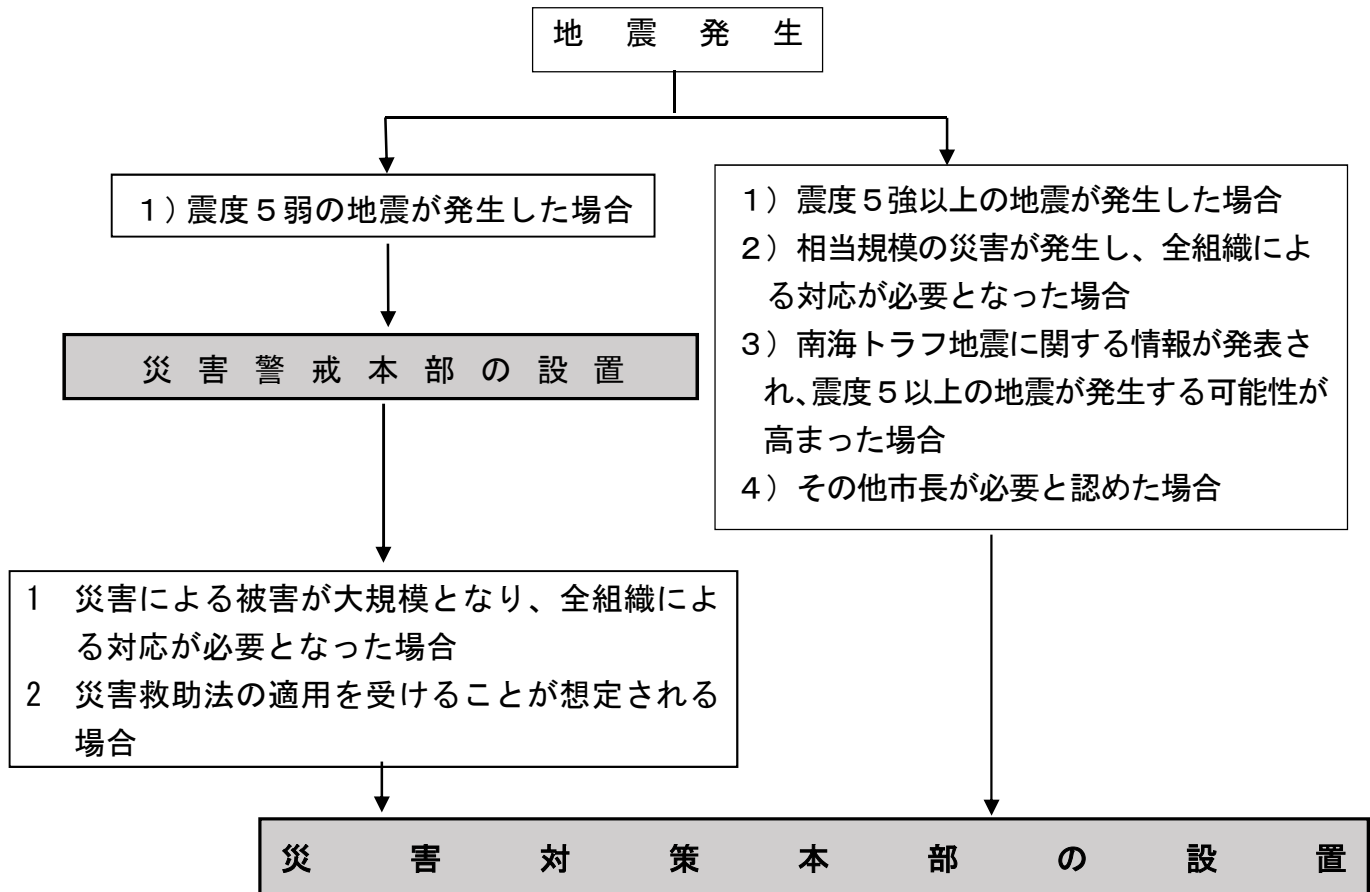 地震発生
１）震度５弱の地震が発生した場合
災害警戒本部の設置
1 災害による被害が大規模となり、全組織によ
る対応が必要となった場合
2 災害救助法の適用を受けることが想定される
場合
１）震度５強以上の地震が発生した場合
２）相当規模の災害が発生し、全組織によ
る対応が必要となった場合
３）南海トラフ地震に関する情報が発表さ
れ、震度５以上の地震が発生する可能性が
高まった場合
４）その他市長が必要と認めた場合
災害対策本部の設置